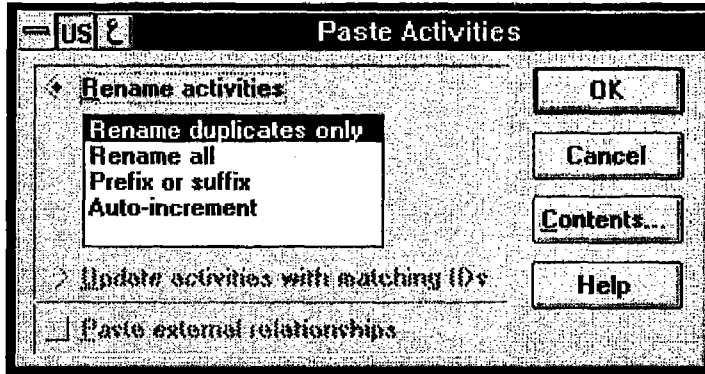 US Paste Activities
Rename activities
Rename duplicates only
Rename all
Prefix or suffix
Auto-increment
Update activities with matching IDs
Paste external relationships
OK
Cancel
Contents...
Help